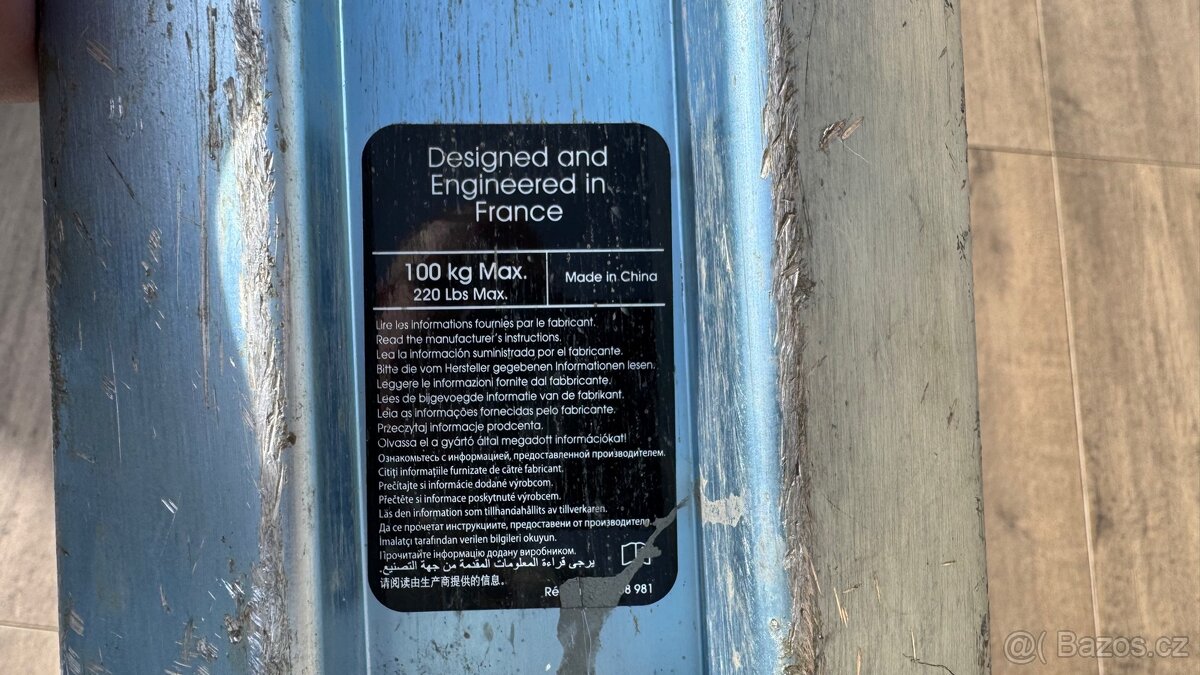 Designed and
Engineered in
France
100 kg Max.
220 Lbs Max.
Made in China
Lire les informations fournies par le fabricant.
Read the manufacturer's instructions.
Lea la información suministrada por el fabricante.
Bitte die vom Hersteller gegebenen Informationen lesen.
Leggere le informazioni fornite dal fabbricante.
Lees de bijgevoegde informatie van de fabrikant.
Leia as informações fornecidas pelo fabricante.
Przeczytaj informacje prodcenta.
Olvassa el a gyártó által megadott információkat!
Ознакомьтесь с информацией, предоставленной производителем.
Citiți informațiile furnizate de către fabricant.
Prečítajte si informácie dodané výrobcom.
Přečtěte si informace poskytnuté výrobcem.
Läs den information som tillhandahållits av tillverkaren.
Да се прочетат инструкциите, предоставени от производителя.
İmalatçı tarafından verilen bilgileri okuyun.
Прочитайте інформацію додану виробником.
يرجى قراءة المعلومات المقدمة من جهة التصنيع.
请阅读由生产商提供的信息。
8 981
Bazos.cz